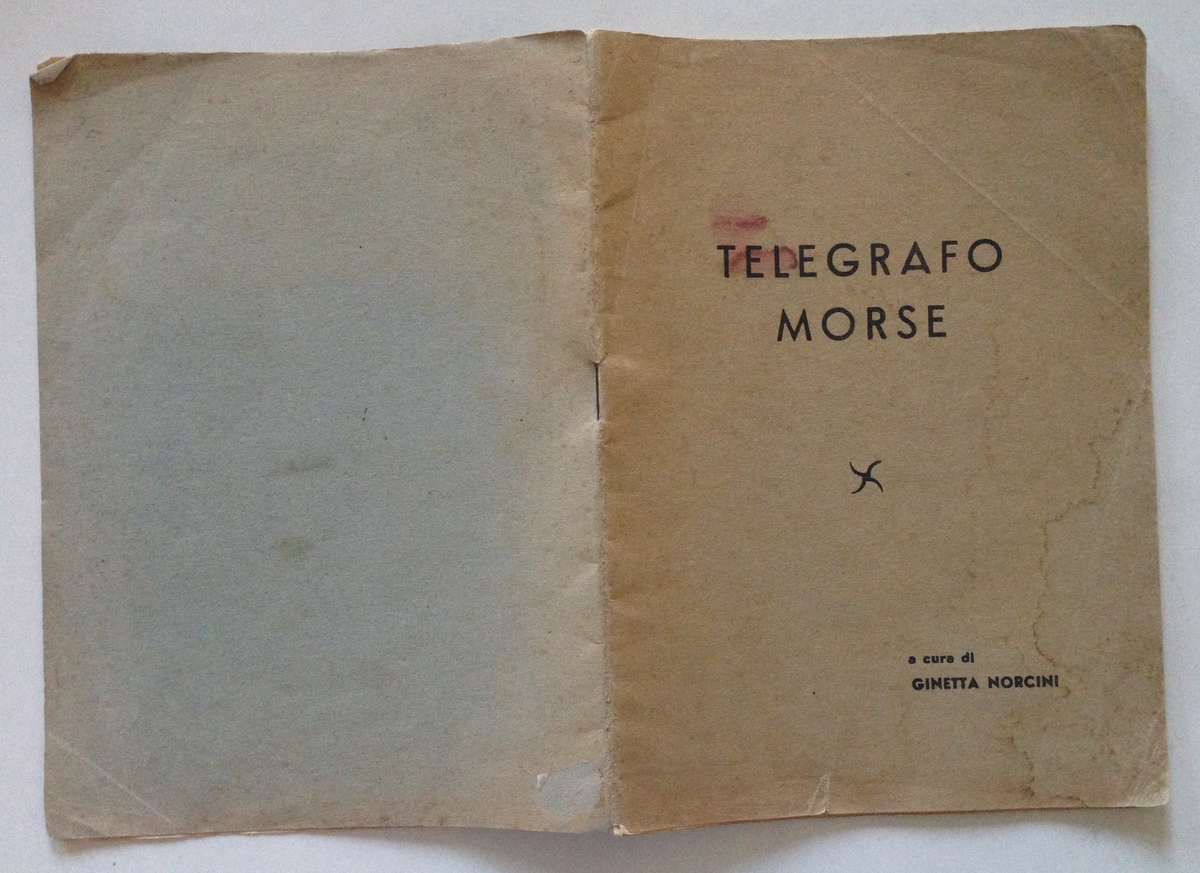 TELEGRAFO
MORSE
a cura di
GINETTA NORCINI